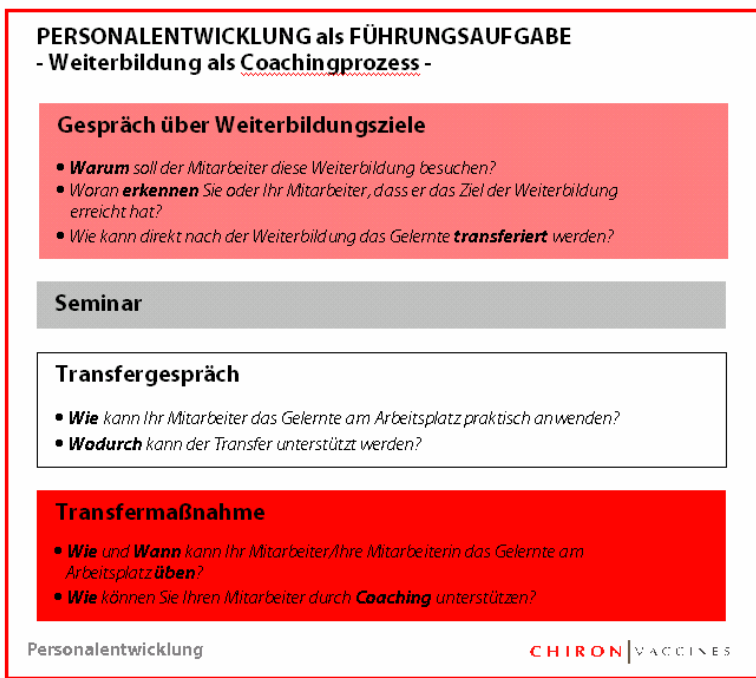 PERSONALENTWICKLUNG als FÜHRUNGSAUFGABE
- Weiterbildung als Coachingprozess -
Gespräch über Weiterbildungsziele
• Warum soll der Mitarbeiter diese Weiterbildung besuchen?
• Woran erkennen Sie oder Ihr Mitarbeiter, dass er das Ziel der Weiterbildung
erreicht hat?
• Wie kann direkt nach der Weiterbildung das Gelernte transferiert werden?
Seminar
Transfergespräch
• Wie kann Ihr Mitarbeiter das Gelernte am Arbeitsplatz praktisch anwenden?
• Wodurch kann der Transfer unterstützt werden?
Transfermaßnahme
• Wie und Wann kann Ihr Mitarbeiter/Ihre Mitarbeiterin das Gelernte am
Arbeitsplatz üben?
• Wie können Sie Ihren Mitarbeiter durch Coaching unterstützen?
Personalentwicklung
CHIRON | VACCINES